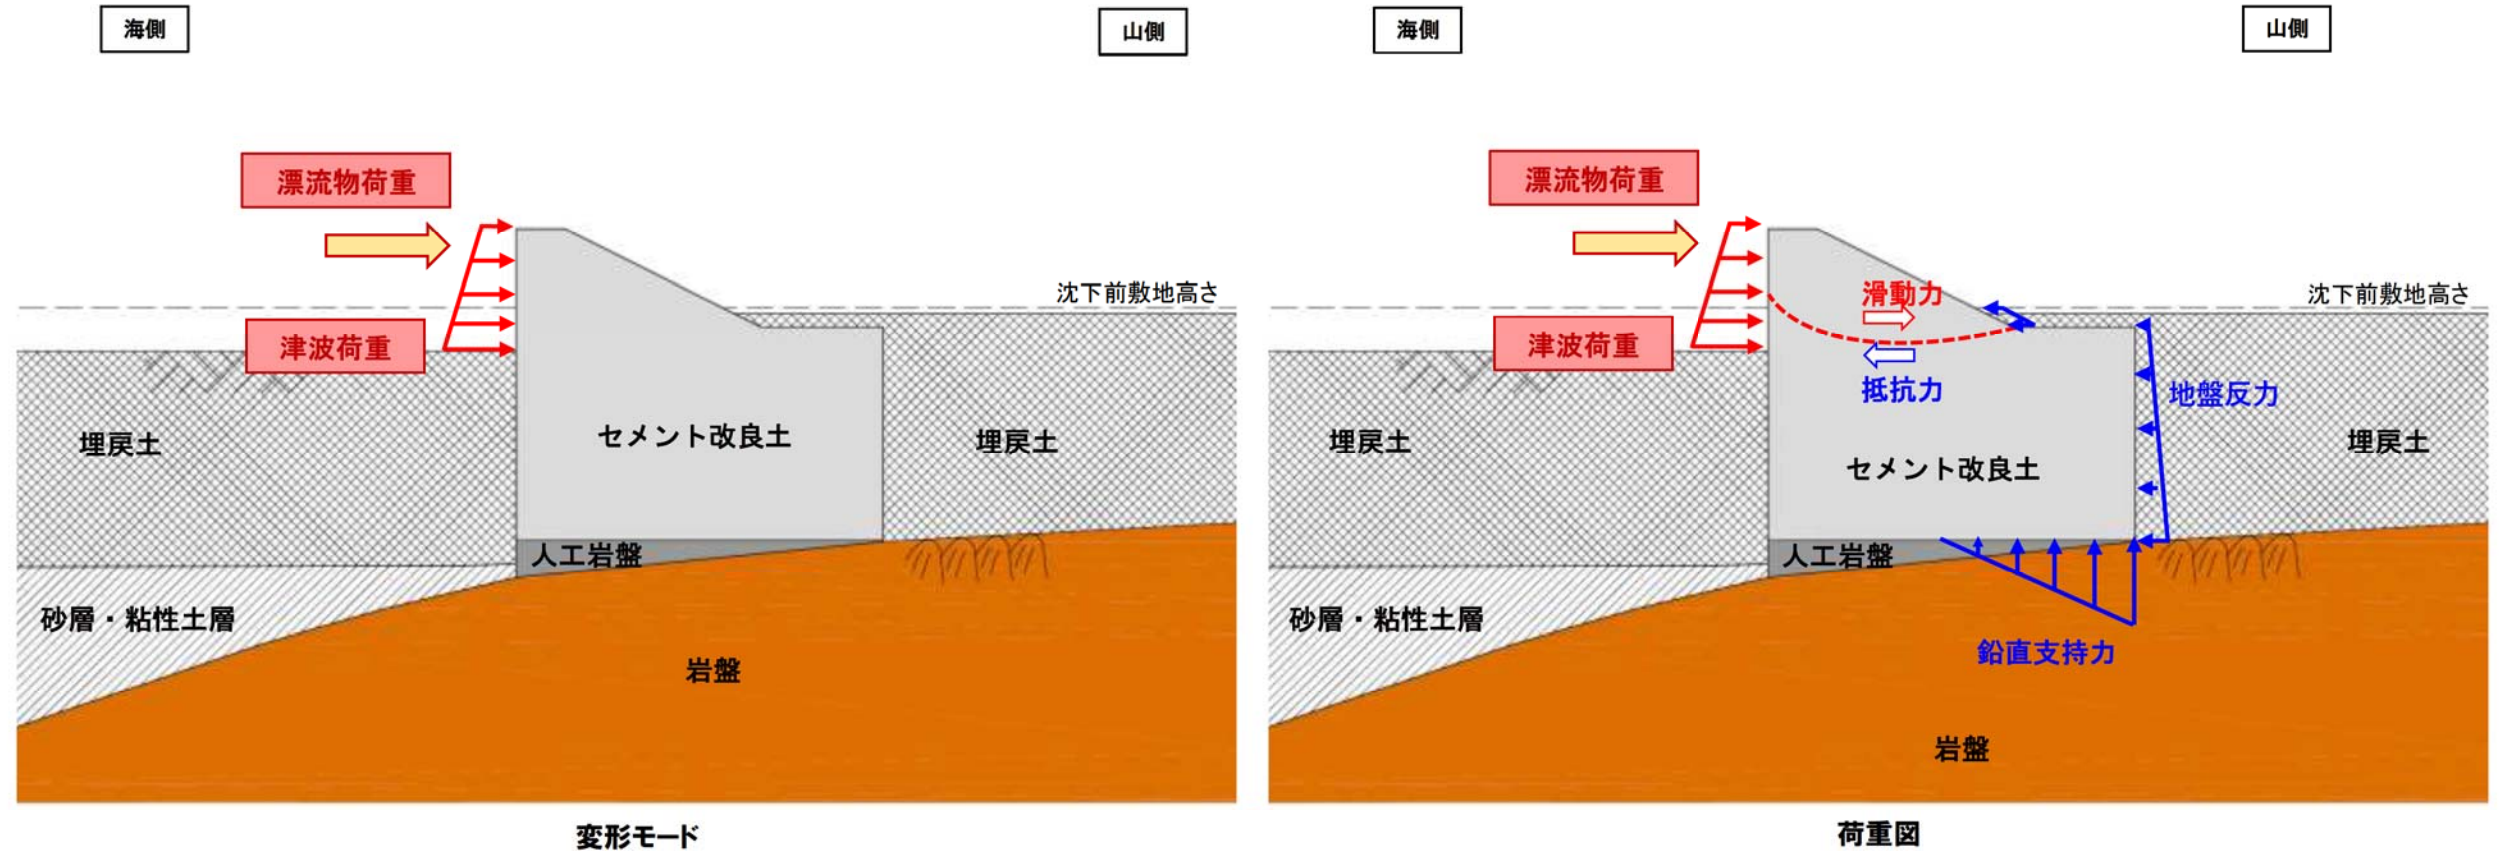 海側
山側
漂流物荷重
沈下前敷地高さ
津波荷重
セメント改良土
埋戻土
埋戻土
人工岩盤
砂層・粘性土層
岩盤
変形モード
海側
山側
漂流物荷重
沈下前敷地高さ
滑動力
津波荷重
抵抗力
地盤反力
埋戻土
埋戻土
セメント改良土
人工岩盤
砂層・粘性土層
鉛直支持力
岩盤
荷重図